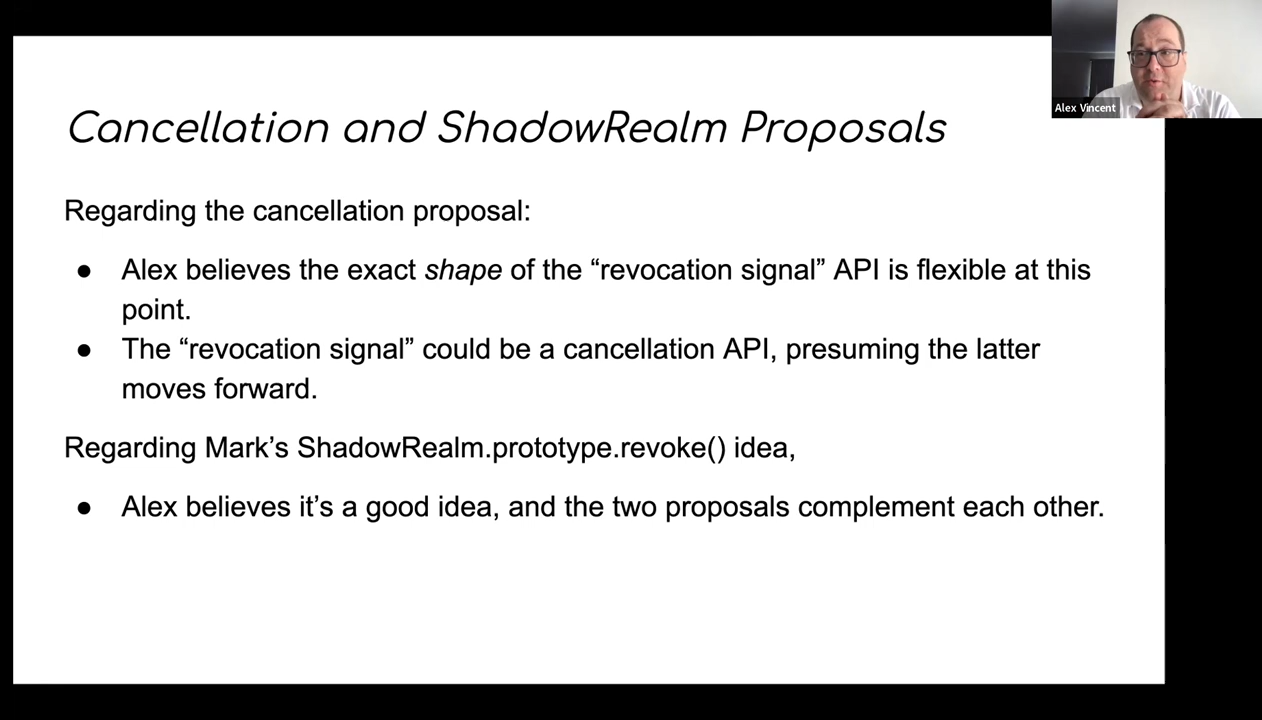 Alex Vincent
Cancellation and ShadowRealm Proposals
Regarding the cancellation proposal:
● Alex believes the exact shape of the “revocation signal” API is flexible at this
point.
● The “revocation signal” could be a cancellation API, presuming the latter
moves forward.
Regarding Mark’s ShadowRealm.prototype.revoke() idea,
● Alex believes it’s a good idea, and the two proposals complement each other.